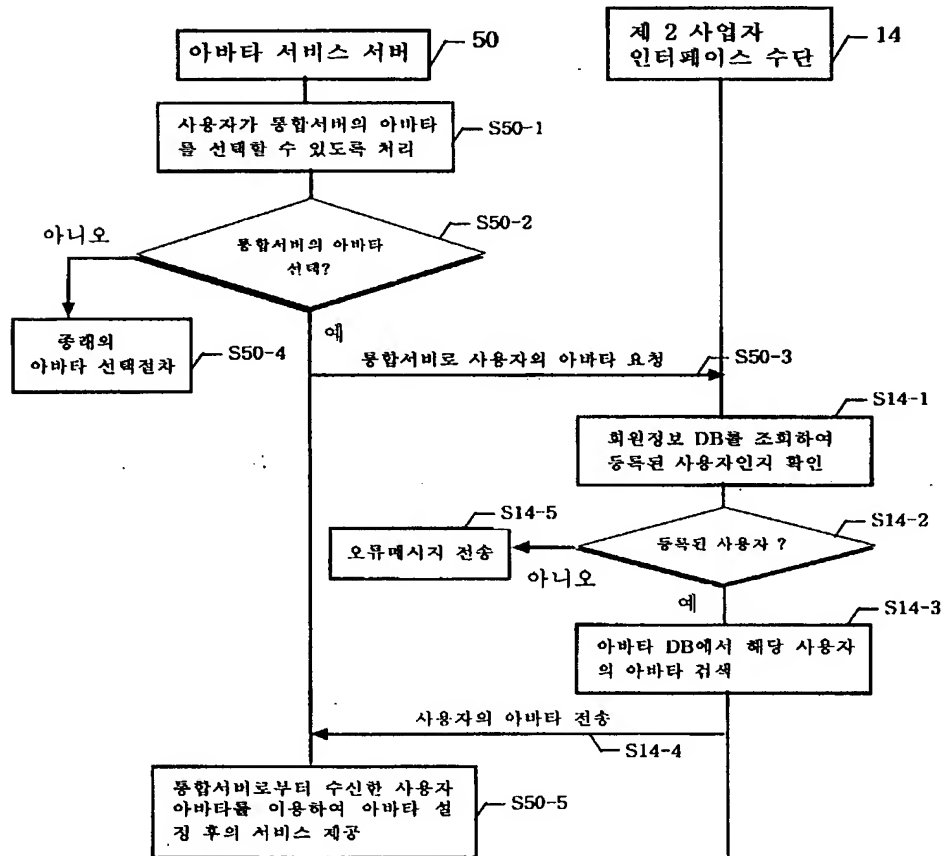 아바타 서비스 서버
50
제 2 사업자
인터페이스 수단
14
사용자가 통합서버의 아바타
를 선택할 수 있도록 처리
S50-1
통합서버의 아바타
선택?
S50-2
아니오
예
종래의
아바타 선택절차
S50-4
통합서버로 사용자의 아바타 요청
S50-3
회원정보 DB를 조회하여
등록된 사용자인지 확인
S14-1
등록된 사용자 ?
S14-2
아니오
예
오류메시지 전송
S14-5
아바타 DB에서 해당 사용자
의 아바타 검색
S14-3
사용자의 아바타 전송
S14-4
통합서버로부터 수신한 사용자
아바타를 이용하여 아바타 설
정 후의 서비스 제공
S50-5